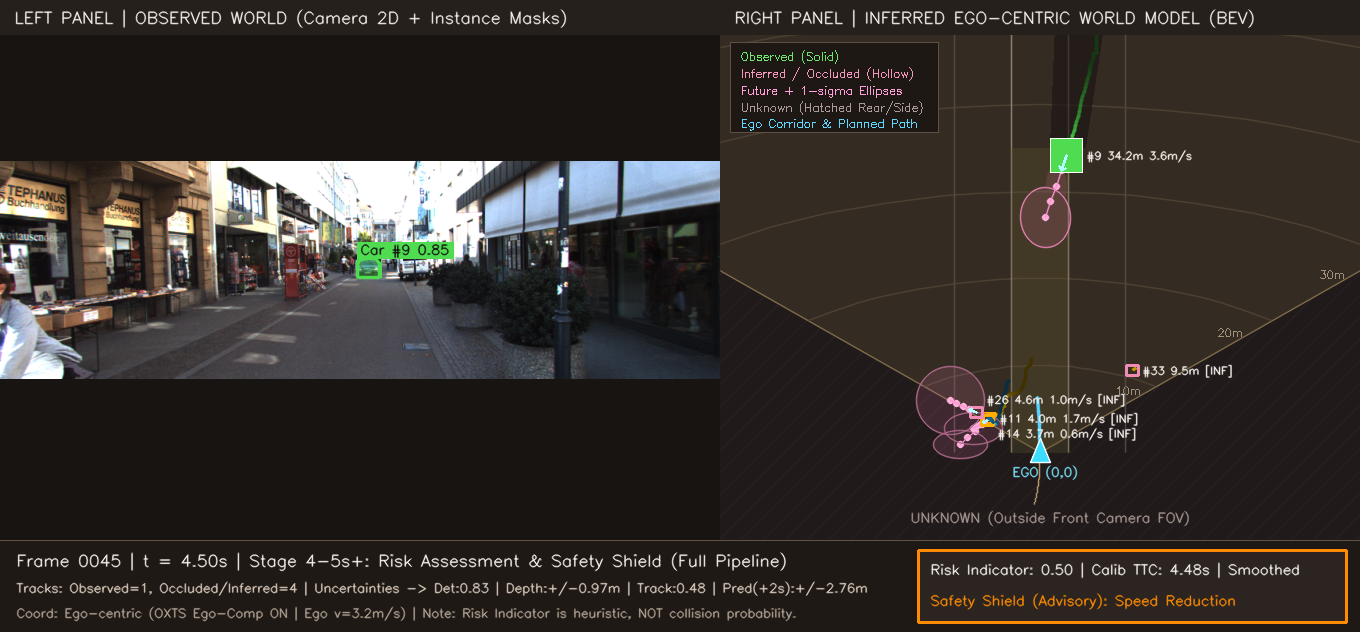 LEFT PANEL | OBSERVED WORLD (Camera 2D + Instance Masks)
RIGHT PANEL | INFERRED EGO-CENTRIC WORLD MODEL (BEV)
Observed (Solid)
Inferred / Occluded (Hollow)
Future + 1-sigma Ellipses
Unknown (Hatched Rear/Side)
Ego Corridor & Planned Path
#9 34.2m 3.6m/s
TEPHANUS
Buchhandlung
TEPHANUS
Buchhandlung
weltausende
Car #9 0.85
30m
20m
10m
#33 9.5m [INF]
#26 4.6m 1.0m/s [INF]
#11 4.0m 1.7m/s [INF]
#14 3.7m 0.6m/s [INF]
EGO (0,0)
UNKNOWN (Outside Front Camera FOV)
Frame 0045 | t = 4.50s | Stage 4-5s+: Risk Assessment & Safety Shield (Full Pipeline)
Tracks: Observed=1, Occluded/Inferred=4 | Uncertainties -> Det:0.83 | Depth:+/-0.97m | Track:0.48 | Pred(+2s):+/-2.76m
Coord: Ego-centric (OXTS Ego-Comp ON | Ego v=3.2m/s) | Note: Risk Indicator is heuristic, NOT collision probability.
Risk Indicator: 0.50 | Calib TTC: 4.48s | Smoothed
Safety Shield (Advisory): Speed Reduction